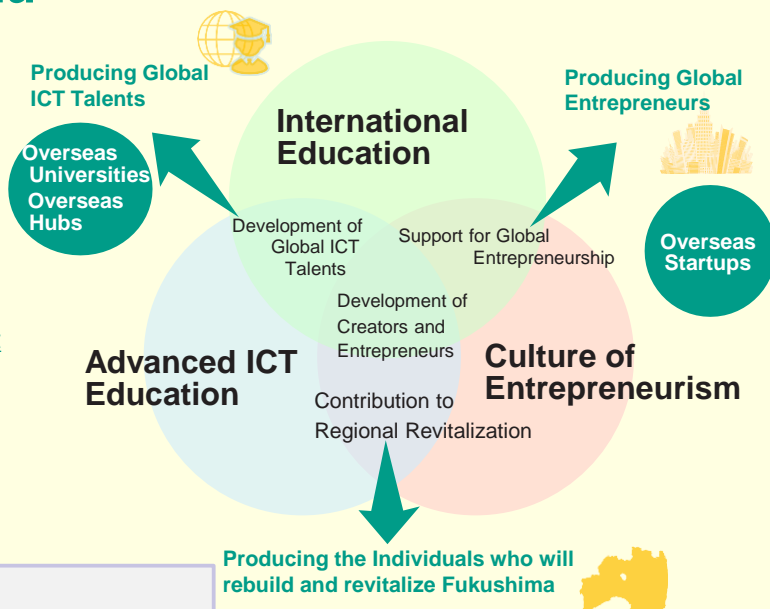 Producing Global
ICT Talents
Producing Global
Entrepreneurs
International
Education
Overseas
Universities
Overseas
Hubs
Development of
Global ICT
Talents
Support for Global
Entrepreneurship
Overseas
Startups
Development of
Creators and
Entrepreneurs
Advanced ICT
Education
Culture of
Entrepreneurism
Contribution to
Regional Revitalization
Producing the Individuals who will
rebuild and revitalize Fukushima